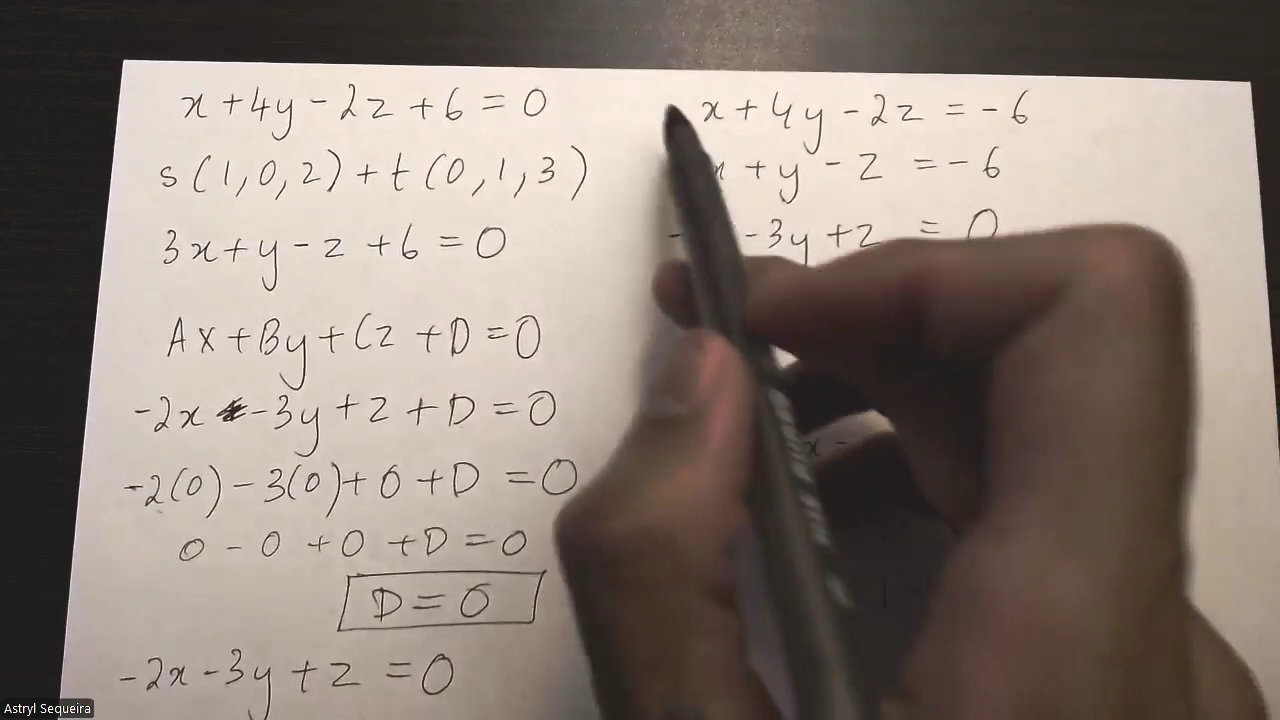 x + 4y - 2z + 6 = 0
s(1, 0, 2) + t(0, 1, 3)
3x + y - z + 6 = 0
Ax + By + Cz + D = 0
-2x - 3y + z + D = 0
-2(0) - 3(0) + 0 + D = 0
0 - 0 + 0 + D = 0
D = 0
-2x - 3y + z = 0
x + 4y - 2z = -6
x + y - z = -6
- 3y + z = 0
x -
Astryl Sequeira